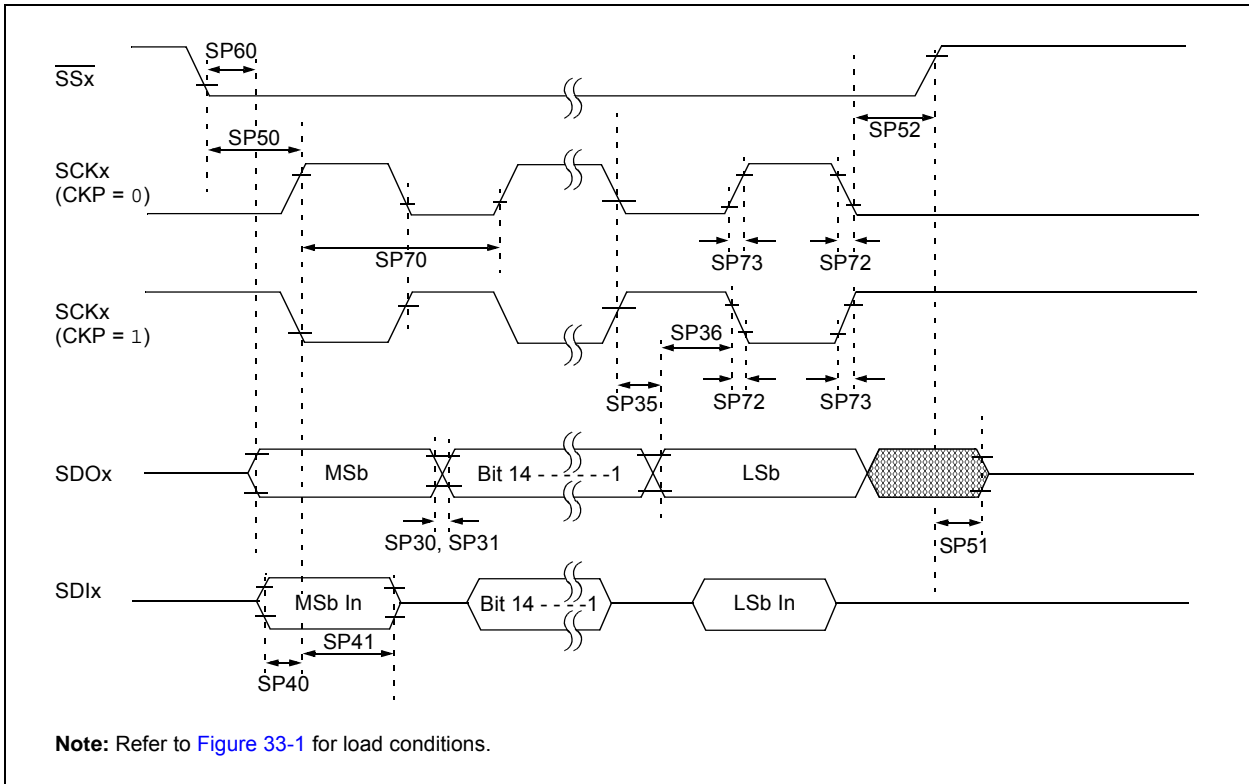 SP60
SSx
SP50
SP52
SCKx
(CKP = 0)
SP70
SP73
SP72
SCKx
(CKP = 1)
SP36
SP35
SP72
SP73
SDOx
MSb
Bit 14 - - - - - -1
LSb
SP30, SP31
SP51
SDIx
MSb In
Bit 14 - - - -1
LSb In
SP41
SP40
Note: Refer to Figure 33-1 for load conditions.